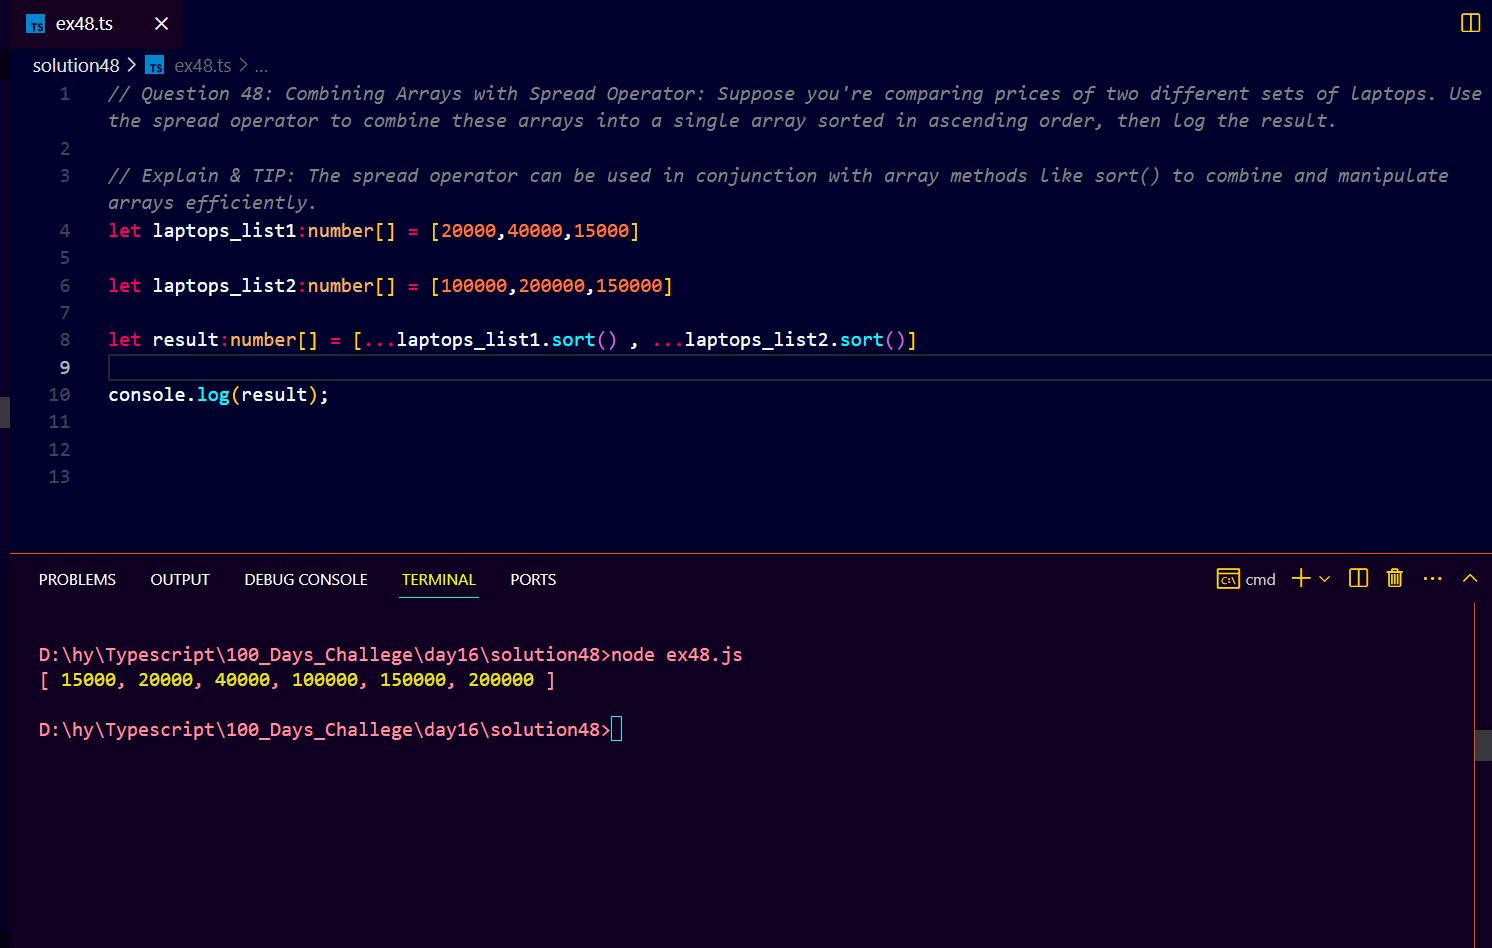 TS ex48.ts
solution48 > TS ex48.ts > ...
1 // Question 48: Combining Arrays with Spread Operator: Suppose you're comparing prices of two different sets of laptops. Use
the spread operator to combine these arrays into a single array sorted in ascending order, then log the result.
2
3 // Explain & TIP: The spread operator can be used in conjunction with array methods like sort() to combine and manipulate
arrays efficiently.
4 let laptops_list1:number[] = [20000,40000,15000]
5
6 let laptops_list2:number[] = [100000,200000,150000]
7
8 let result:number[] = [...laptops_list1.sort() , ...laptops_list2.sort()]
9
10 console.log(result);
11
12
13
PROBLEMS OUTPUT DEBUG CONSOLE TERMINAL PORTS cmd
D:\hy\Typescript\100_Days_Challege\day16\solution48>node ex48.js
[ 15000, 20000, 40000, 100000, 150000, 200000 ]
D:\hy\Typescript\100_Days_Challege\day16\solution48>